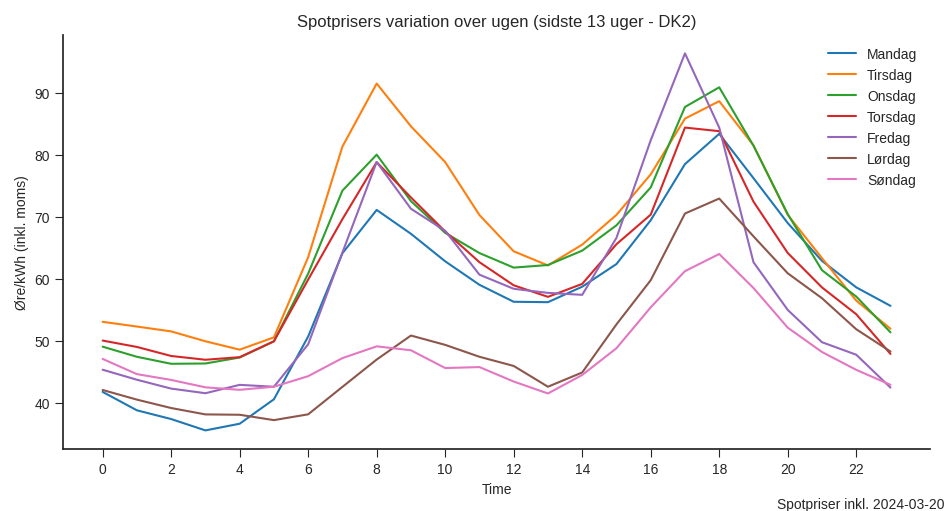 Spotprisers variation over ugen (sidste 13 uger - DK2)
Mandag
Tirsdag
Onsdag
Torsdag
Fredag
Lørdag
Søndag
Øre/kWh (inkl. moms)
90
80
70
60
50
40
0 2 4 6 8 10 12 14 16 18 20 22
Time
Spotpriser inkl. 2024-03-20